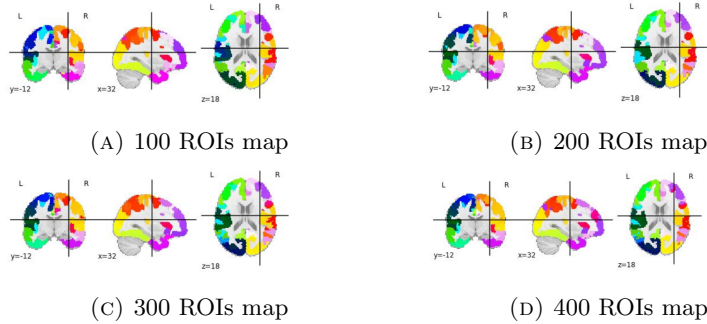 L R L R
y=-12 x=32 z=18
(A) 100 ROIs map
L R L R
y=-12 x=32 z=18
(B) 200 ROIs map
L R L R
y=-12 x=32 z=18
(C) 300 ROIs map
L R L R
y=-12 x=32 z=18
(D) 400 ROIs map